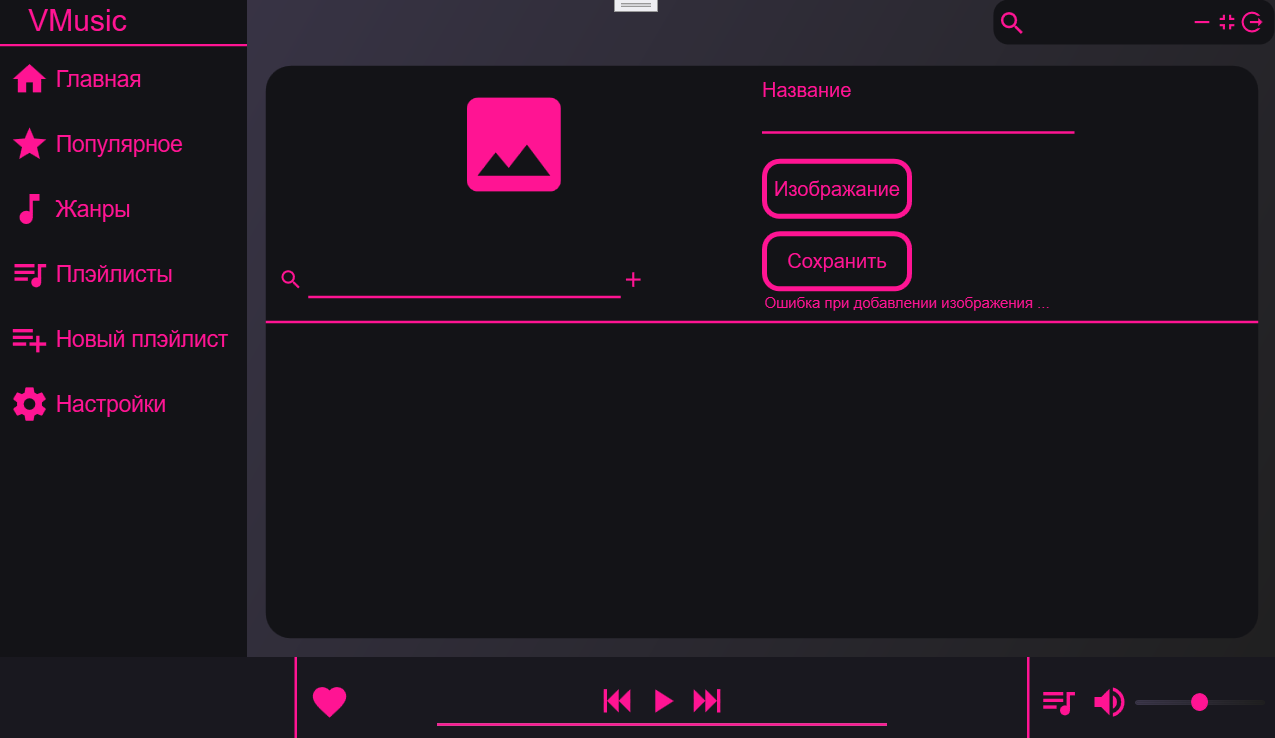 VMusic
Главная
Популярное
Жанры
Плэйлисты
Новый плэйлист
Настройки
Название
Изображание
Сохранить
Ошибка при добавлении изображения ...